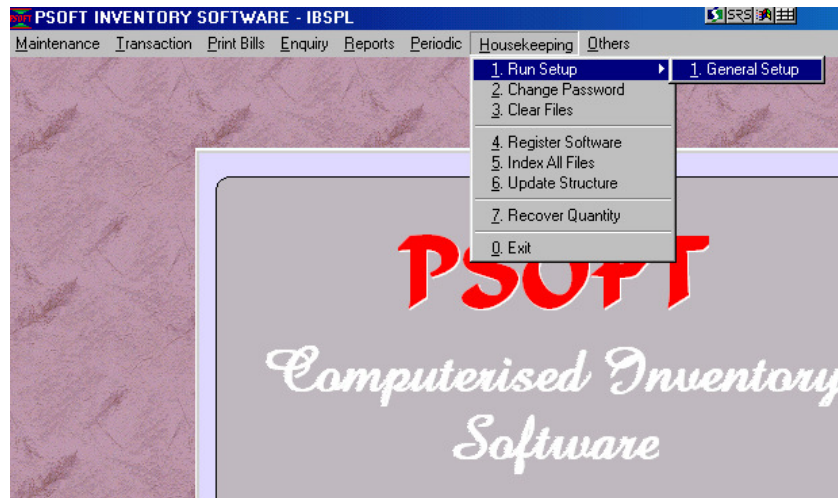 PSOFT INVENTORY SOFTWARE - IBSPL
Maintenance Transaction Print Bills Enquiry Reports Periodic Housekeeping Others
1. Run Setup 1. General Setup
2. Change Password
3. Clear Files
4. Register Software
5. Index All Files
6. Update Structure
7. Recover Quantity
0. Exit
PSOFT
Computerised Inventory
Software